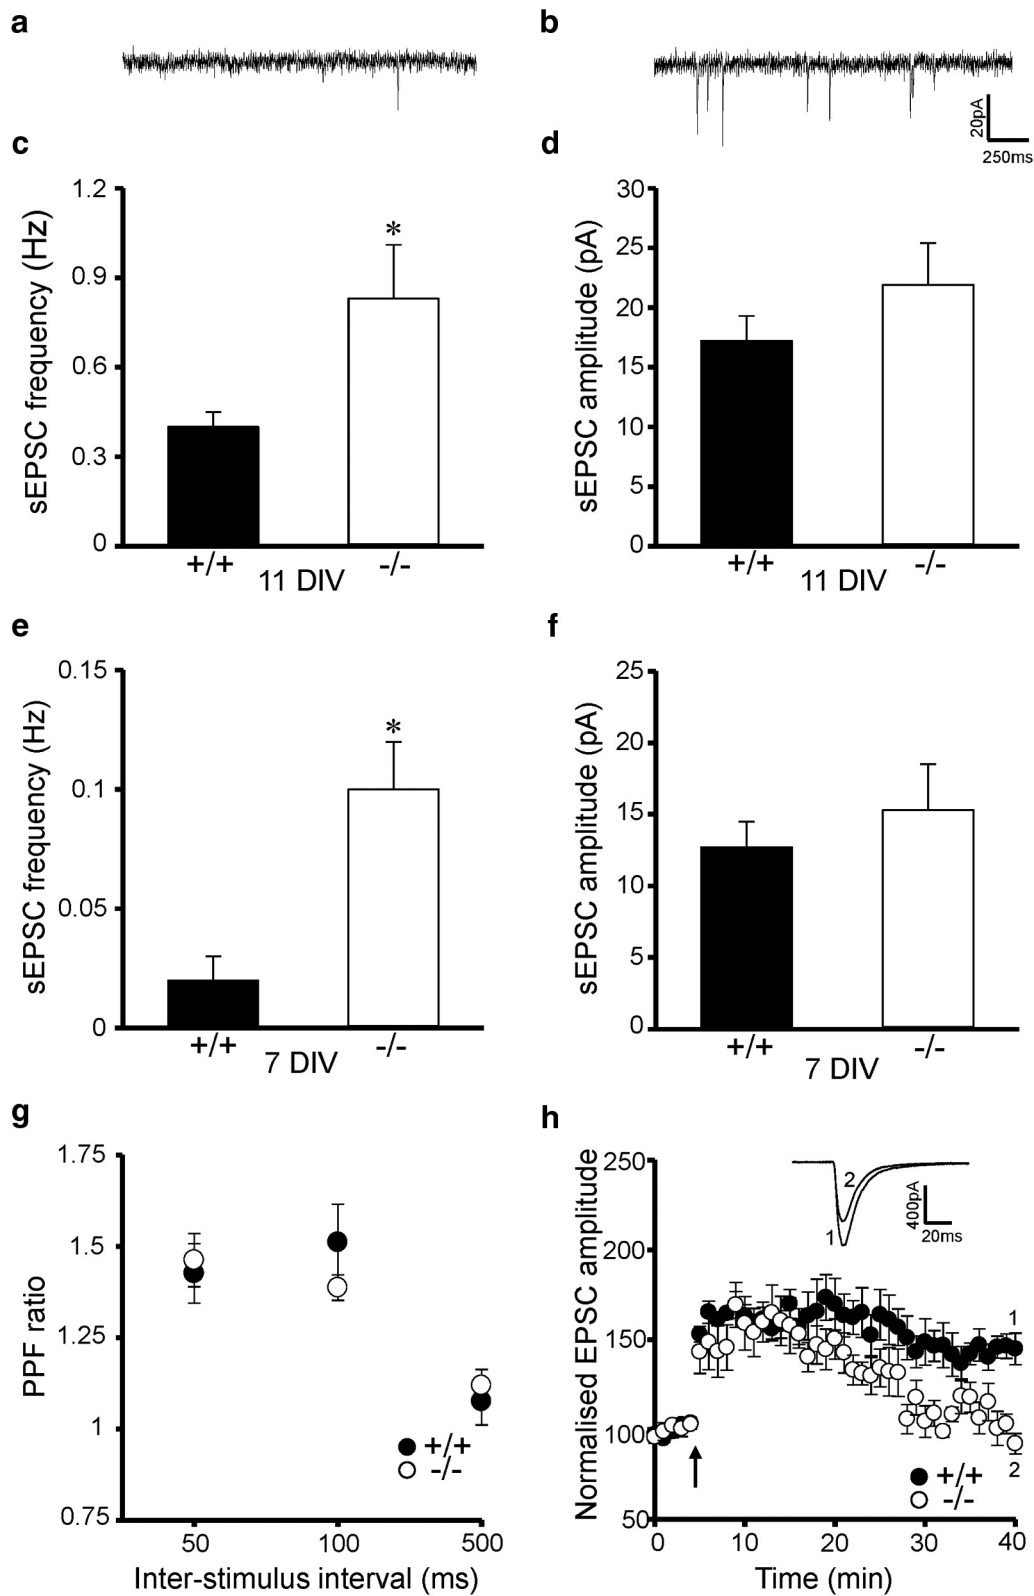 a
b
20pA
250ms
c
d
1.2
0.9
0.6
0.3
0
sEPSC frequency (Hz)
*
+/+
-/-
11 DIV
30
25
20
15
10
5
0
sEPSC amplitude (pA)
+/+
-/-
11 DIV
e
f
0.15
0.1
0.05
0
sEPSC frequency (Hz)
*
+/+
-/-
7 DIV
25
20
15
10
5
0
sEPSC amplitude (pA)
+/+
-/-
7 DIV
g
h
1.75
1.5
1.25
1
0.75
PPF ratio
+/+
-/-
50
100
500
Inter-stimulus interval (ms)
250
200
150
100
50
Normalised EPSC amplitude
2
1
400pA
20ms
1
2
+/+
-/-
0
10
20
30
40
Time (min)